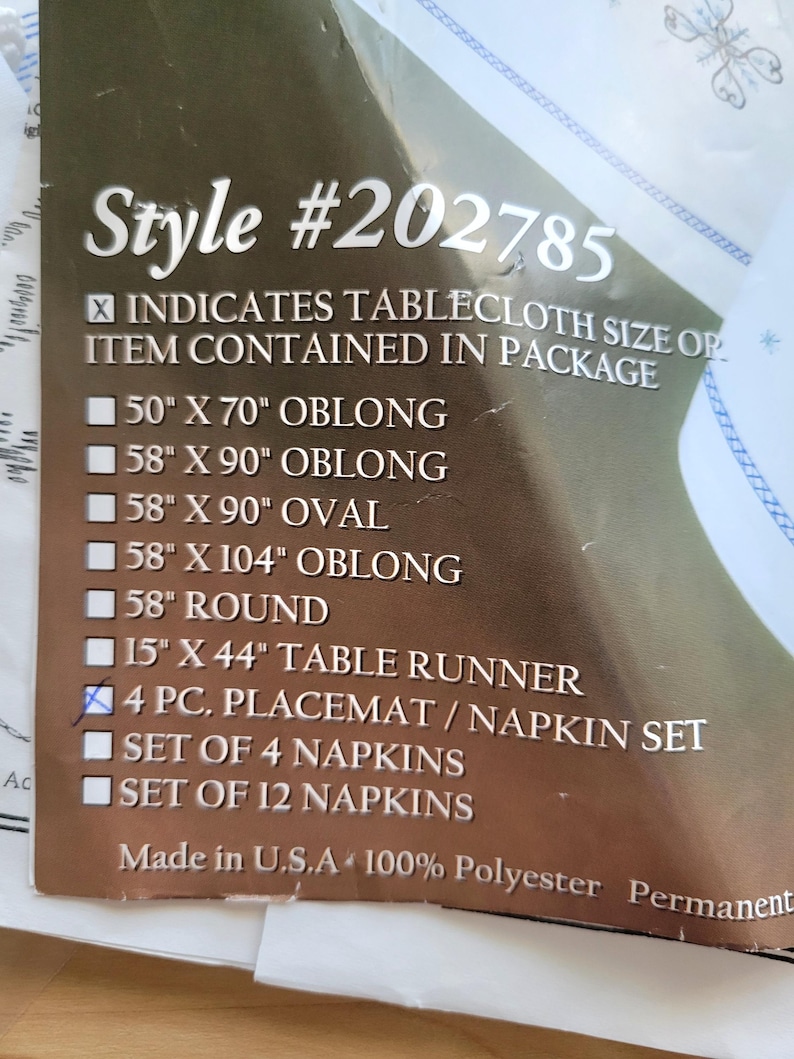 Style #202785
X INDICATES TABLECLOTH SIZE OR
ITEM CONTAINED IN PACKAGE
50" X 70" OBLONG
58" X 90" OBLONG
58" X 90" OVAL
58" X 104" OBLONG
58" ROUND
15" X 44" TABLE RUNNER
X 4 PC. PLACEMAT / NAPKIN SET
SET OF 4 NAPKINS
SET OF 12 NAPKINS
Made in U.S.A · 100% Polyester Permanent